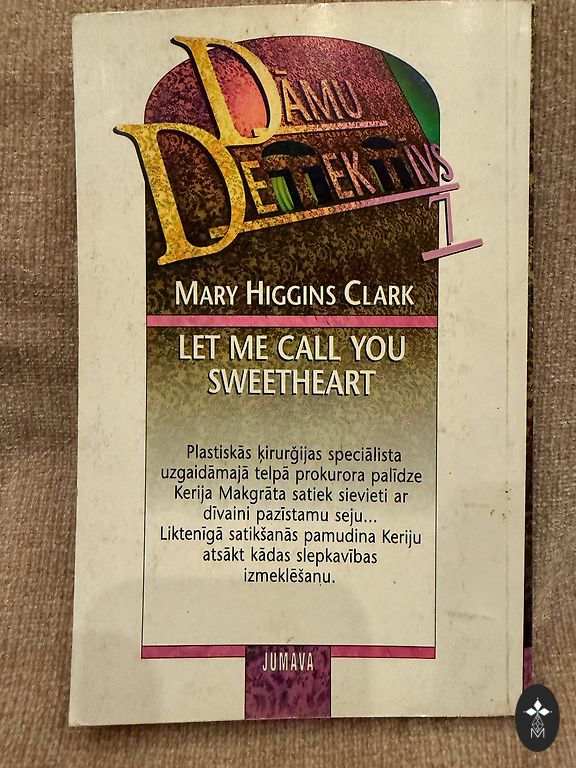 DĀMU
DETEKTĪVS
1
MARY HIGGINS CLARK
LET ME CALL YOU
SWEETHEART
Plastiskās ķirurģijas speciālista
uzgaidāmajā telpā prokurora palīdze
Kerija Makgrāta satiek sievieti ar
dīvaini pazīstamu seju...
Liktenīgā satikšanās pamudina Keriju
atsākt kādas slepkavības
izmeklēšanu.
JUMAVA
M